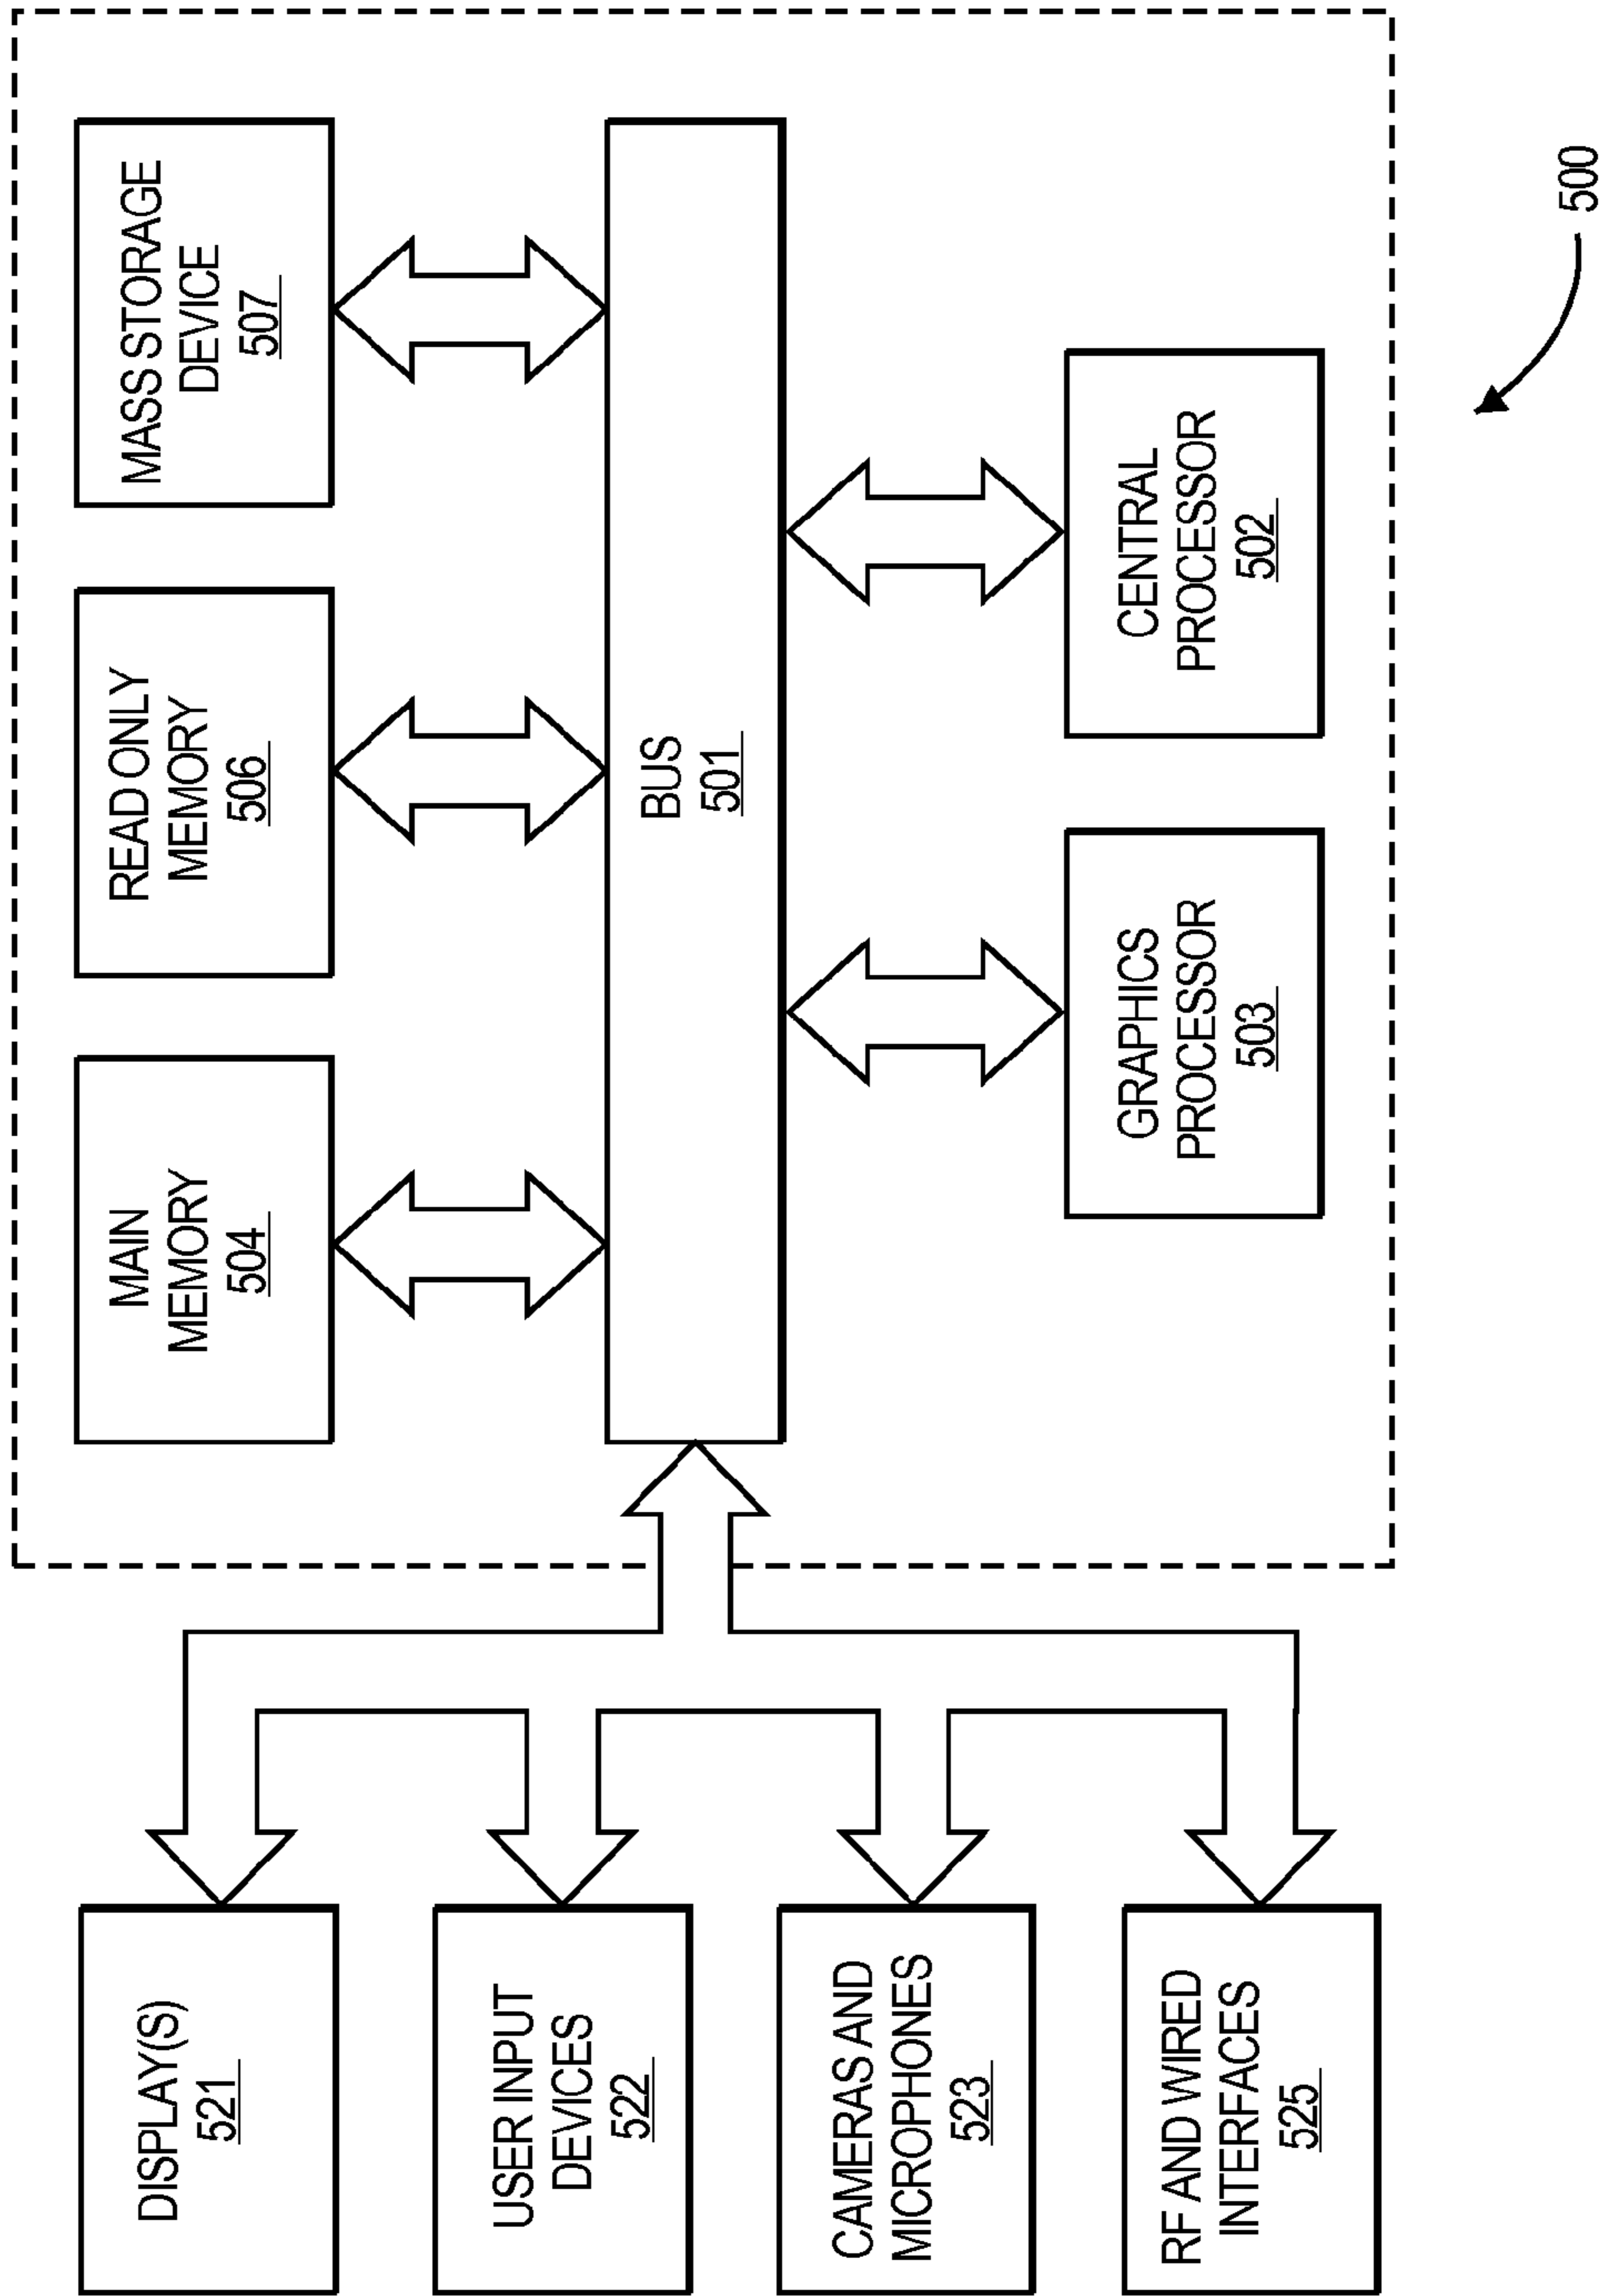 DISPLAY(S)
521
USER INPUT
DEVICES
522
CAMERAS AND
MICROPHONES
523
RF AND WIRED
INTERFACES
525
MAIN
MEMORY
504
READ ONLY
MEMORY
506
MASS STORAGE
DEVICE
507
BUS
501
GRAPHICS
PROCESSOR
503
CENTRAL
PROCESSOR
502
500